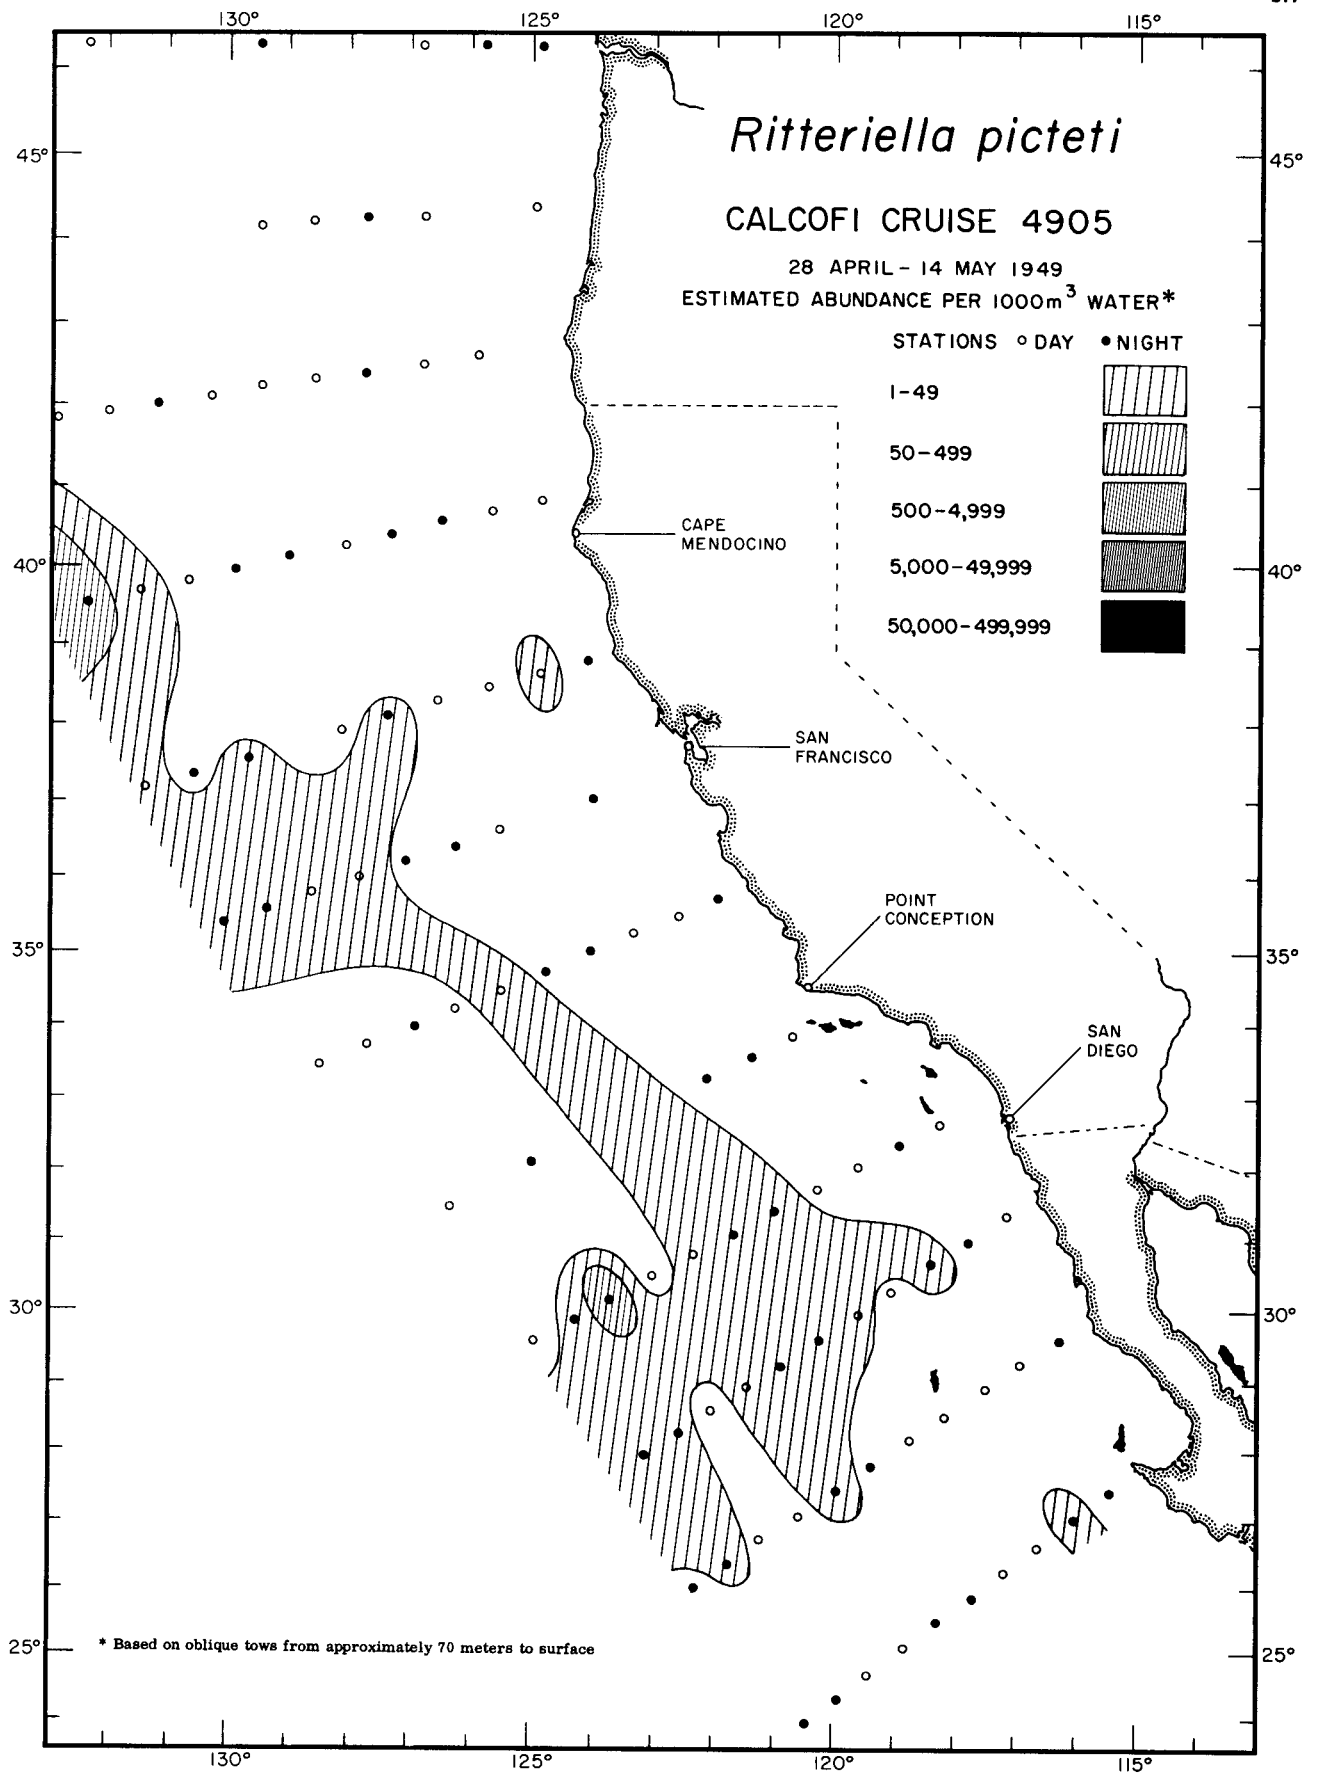 130° 125° 120° 115°
Ritteriella picteti
45° 45°
CALCOFI CRUISE 4905
28 APRIL – 14 MAY 1949
ESTIMATED ABUNDANCE PER 1000m³ WATER*
STATIONS ○ DAY ● NIGHT
1–49
50–499
500–4,999
5,000–49,999
50,000–499,999
CAPE
MENDOCINO
40° 40°
SAN
FRANCISCO
POINT
CONCEPTION
35° 35°
SAN
DIEGO
30° 30°
25° 25°
* Based on oblique tows from approximately 70 meters to surface
130° 125° 120° 115°